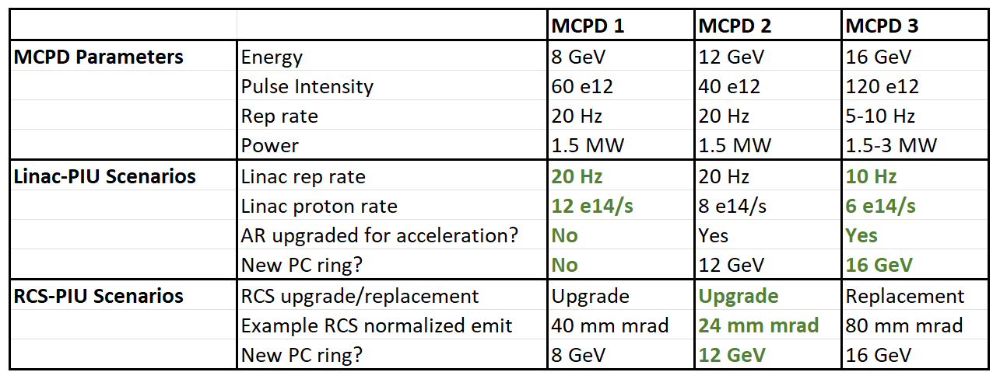 MCPD 1 MCPD 2 MCPD 3
MCPD Parameters Energy 8 GeV 12 GeV 16 GeV
Pulse Intensity 60 e12 40 e12 120 e12
Rep rate 20 Hz 20 Hz 5-10 Hz
Power 1.5 MW 1.5 MW 1.5-3 MW
Linac-PIU Scenarios Linac rep rate 20 Hz 20 Hz 10 Hz
Linac proton rate 12 e14/s 8 e14/s 6 e14/s
AR upgraded for acceleration? No Yes Yes
New PC ring? No 12 GeV 16 GeV
RCS-PIU Scenarios RCS upgrade/replacement Upgrade Upgrade Replacement
Example RCS normalized emit 40 mm mrad 24 mm mrad 80 mm mrad
New PC ring? 8 GeV 12 GeV 16 GeV